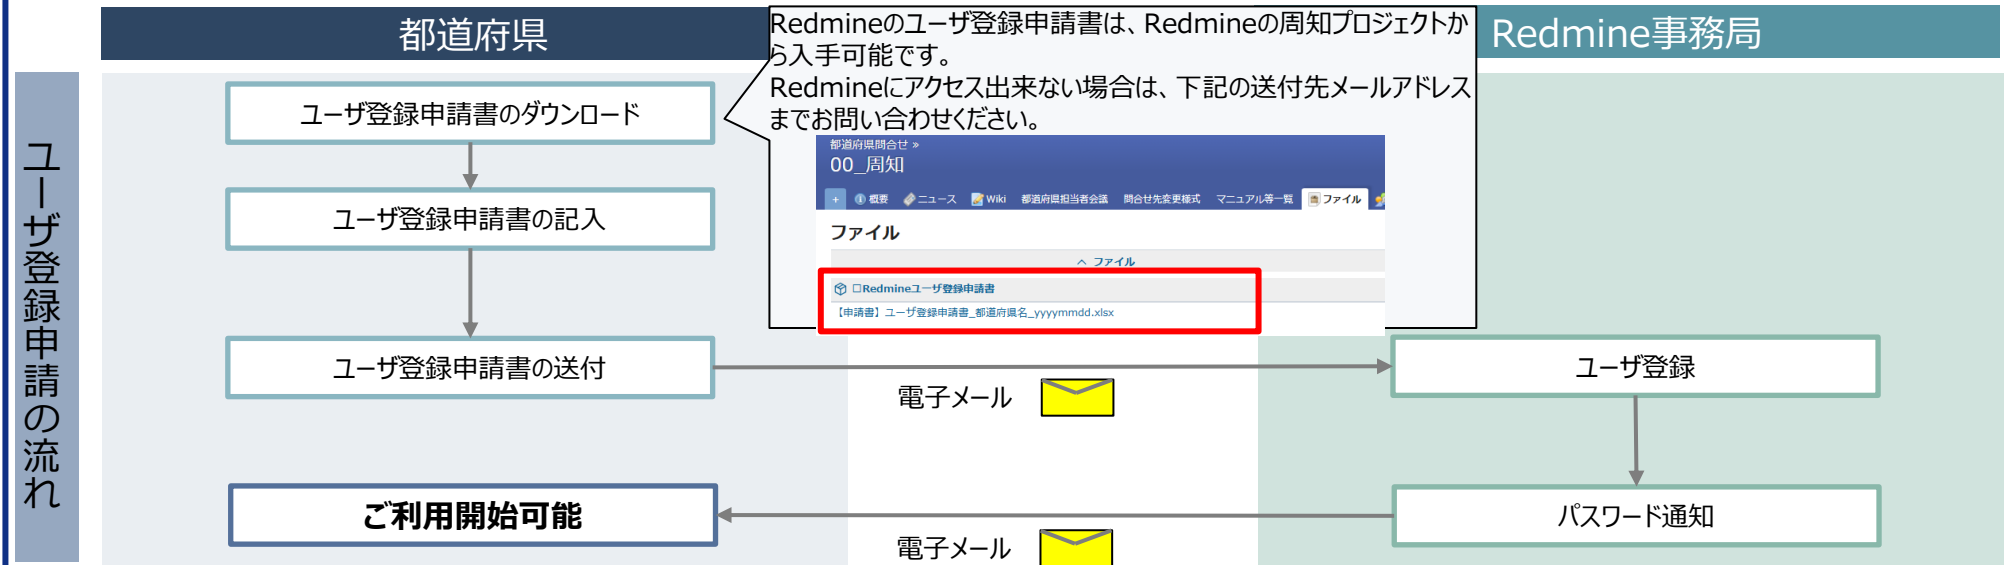 都道府県
Redmine事務局
ユーザ登録申請の流れ
Redmineのユーザ登録申請書は、Redmineの周知プロジェクトか
ら入手可能です。
Redmineにアクセス出来ない場合は、下記の送付先メールアドレス
までお問い合わせください。
都道府県問合せ »
00_周知
+ 概要 ニュース Wiki 都道府県担当者会議 問合せ先変更様式 マニュアル等一覧 ファイル
ファイル
ファイル
□Redmineユーザ登録申請書
【申請書】ユーザ登録申請書_都道府県名_yyyymmdd.xlsx
ユーザ登録申請書のダウンロード
ユーザ登録申請書の記入
ユーザ登録申請書の送付
電子メール
ユーザ登録
パスワード通知
電子メール
ご利用開始可能